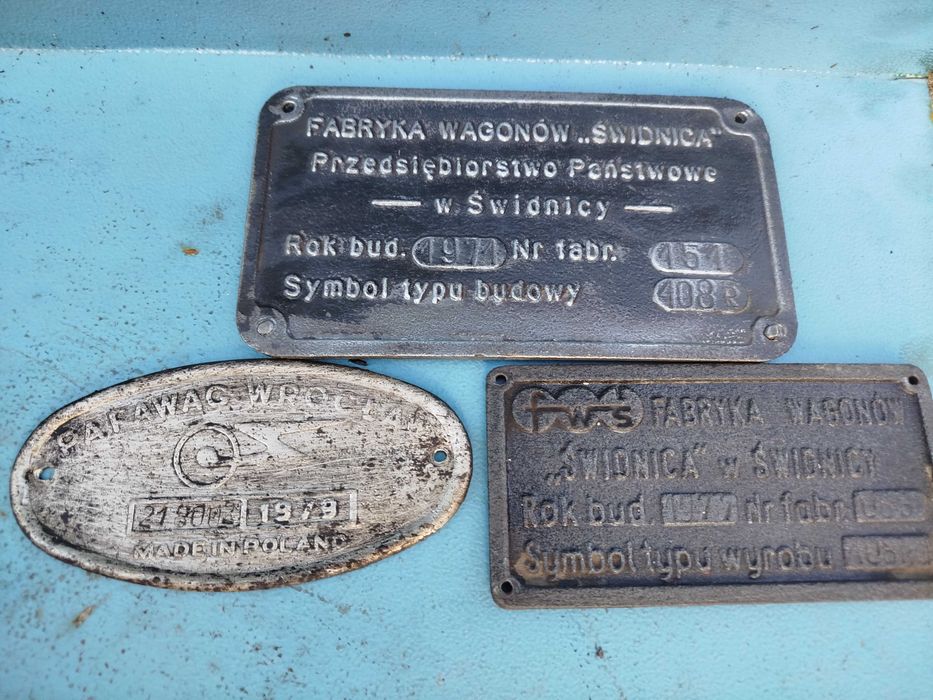 FABRYKA WAGONÓW „ŚWIDNICA"
Przedsiębiorstwo Państwowe
— w Świdnicy —
Rok bud. 1971 Nr fabr. 151
Symbol typu budowy 408R
PAFAWAG WROCŁAW
1979
MADE IN POLAND
fws FABRYKA WAGONÓW
„ŚWIDNICA" w ŚWIDNICY
Rok bud. 1977 nr fabr.
Symbol typu wyrobu